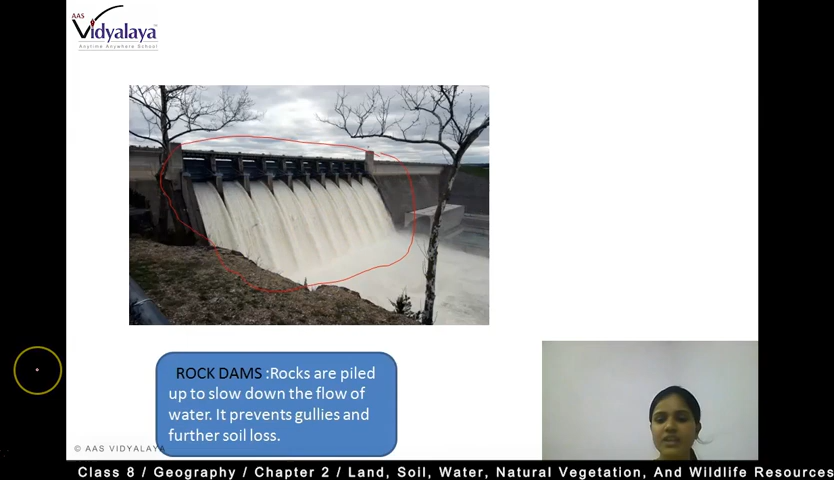 AAS
Vidyalaya
Anytime Anywhere School
ROCK DAMS :Rocks are piled
up to slow down the flow of
water. It prevents gullies and
further soil loss.
© AAS VIDYALAYA
Class 8 / Geography / Chapter 2 / Land, Soil, Water, Natural Vegetation, And Wildlife Resources